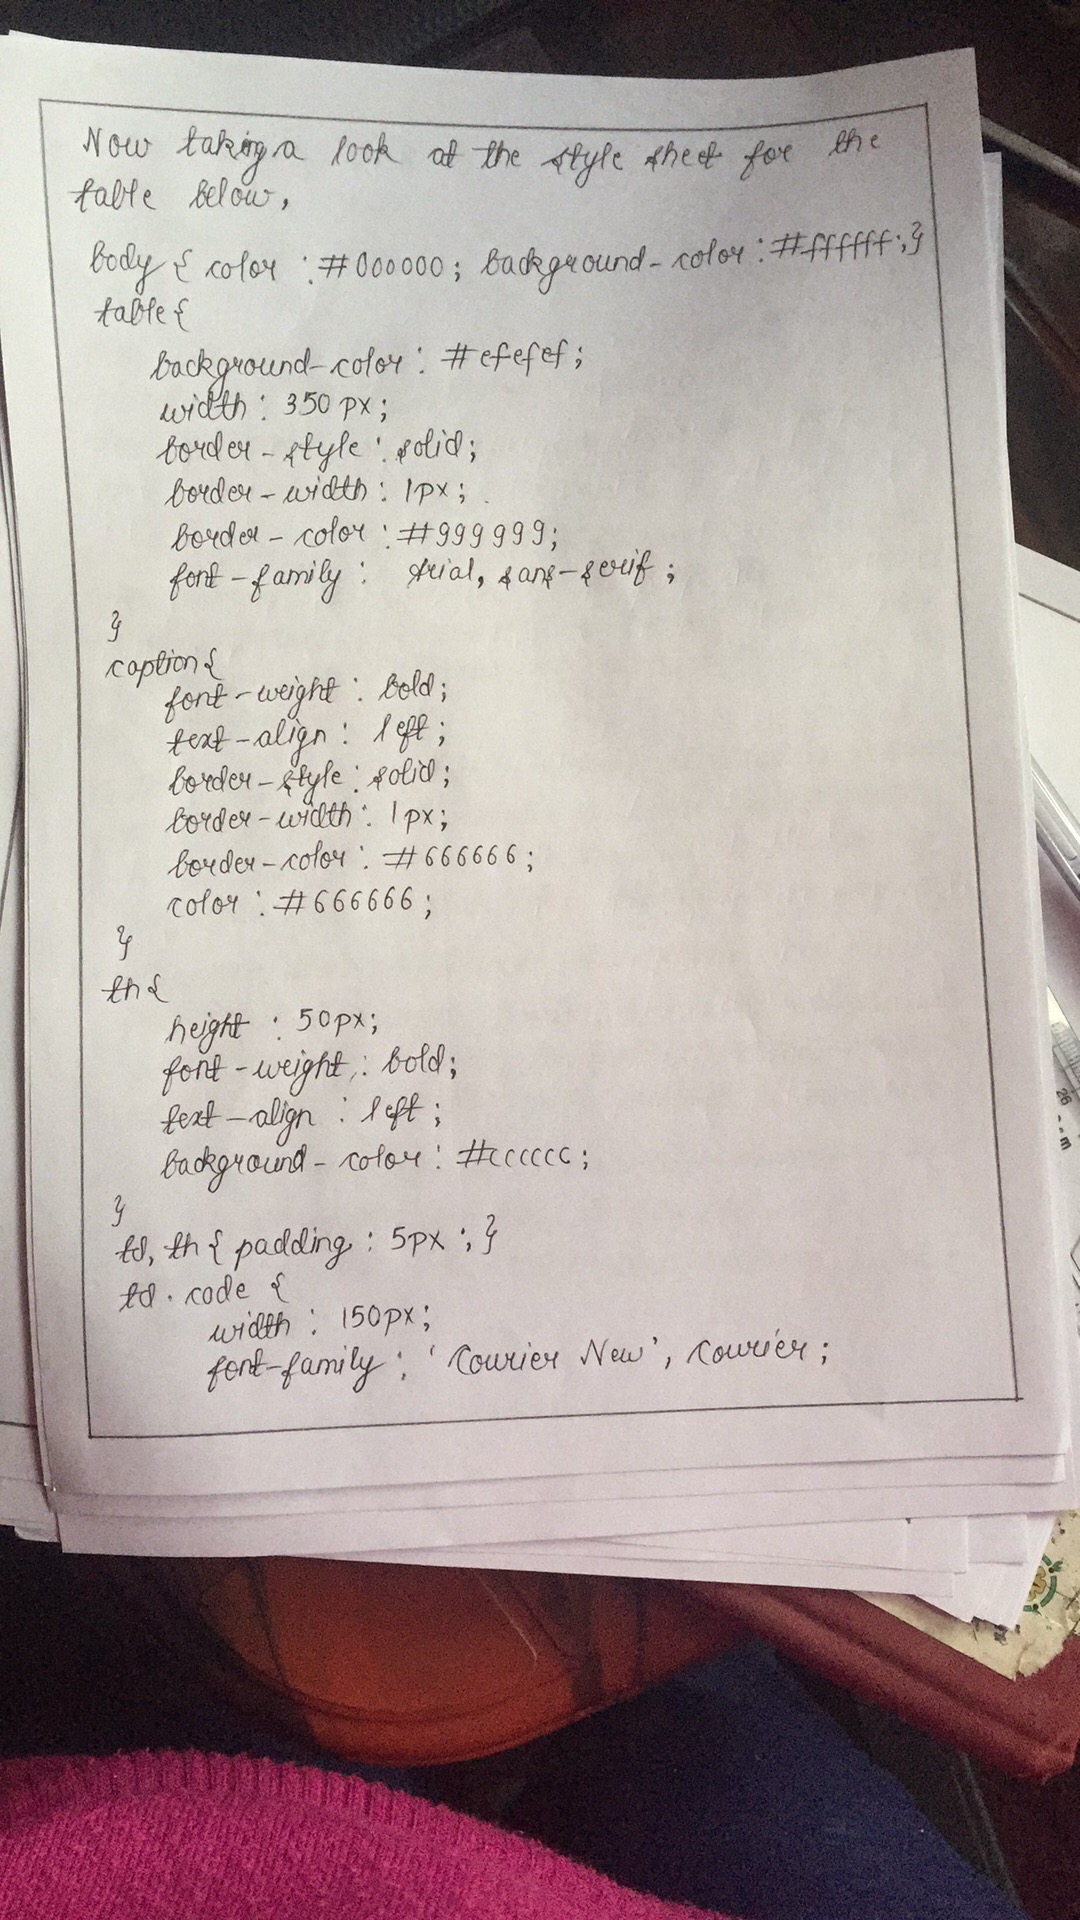 Now taking a look at the style sheet for the
table below,
body { color : #000000; background-color : #ffffff; }
table {
background-color : #efefef;
width : 350 px;
border-style : solid;
border-width : 1px;
border-color : #999999;
font-family : Arial, sans-serif;
}
caption {
font-weight : bold;
text-align : left;
border-style : solid;
border-width : 1px;
border-color : #666666;
color : #666666;
}
th {
height : 50px;
font-weight : bold;
text-align : left;
background-color : #cccccc;
}
td, th { padding : 5px ; }
td . code {
width : 150px;
font-family : 'Courier New', courier;